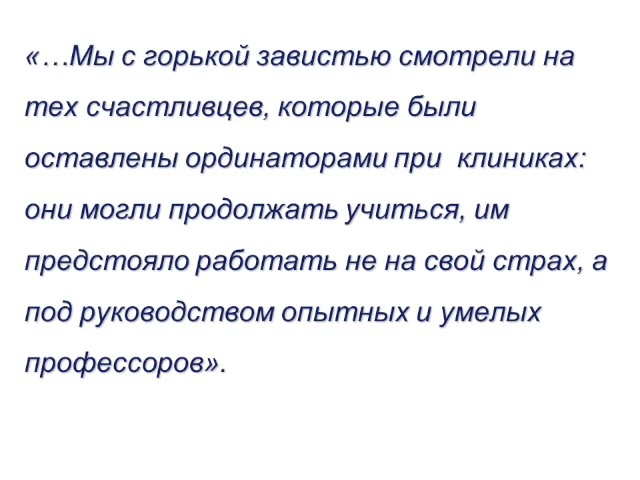 «…Мы с горькой завистью смотрели на
тех счастливцев, которые были
оставлены ординаторами при  клиниках:
они могли продолжать учиться, им
предстояло работать не на свой страх, а
под руководством опытных и умелых
профессоров».